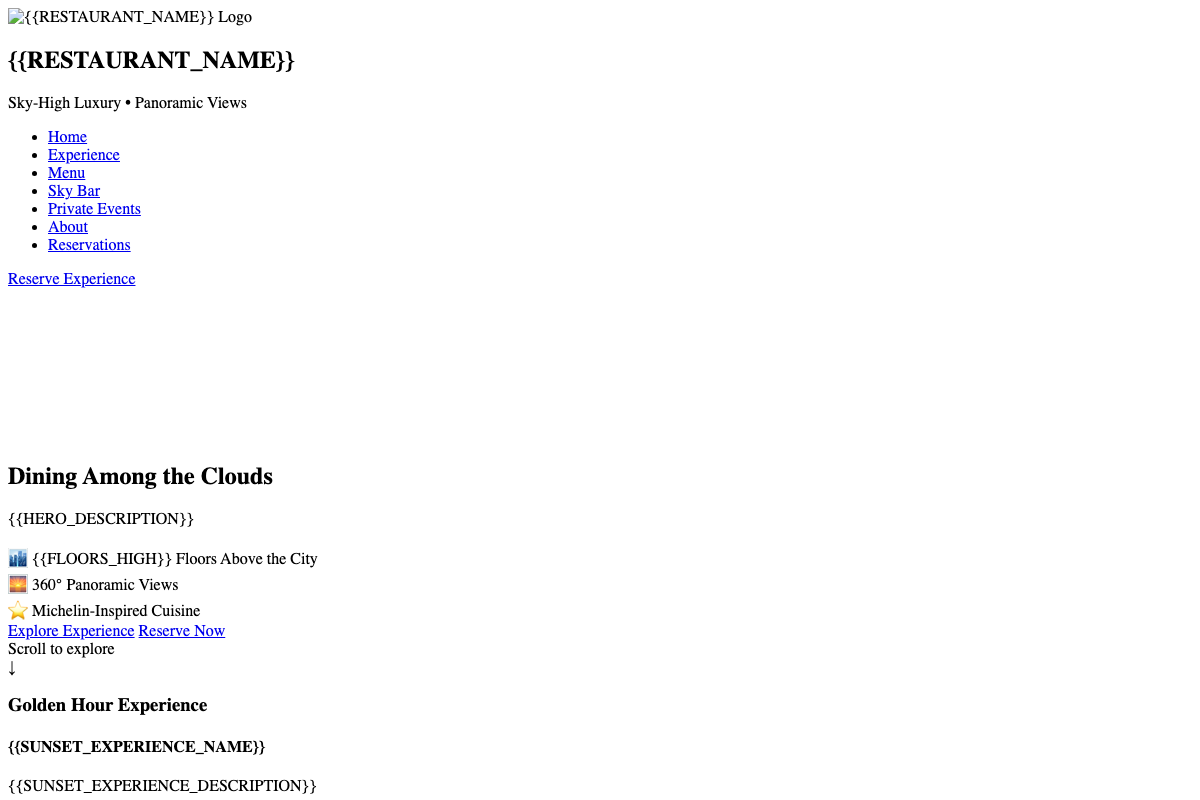 {{RESTAURANT_NAME}} Logo
{{RESTAURANT_NAME}}
Sky-High Luxury • Panoramic Views
Home
Experience
Menu
Sky Bar
Private Events
About
Reservations
Reserve Experience
Dining Among the Clouds
{{HERO_DESCRIPTION}}
🏙️ {{FLOORS_HIGH}} Floors Above the City
🌅 360° Panoramic Views
⭐ Michelin-Inspired Cuisine
Explore Experience Reserve Now
Scroll to explore
↓
Golden Hour Experience
{{SUNSET_EXPERIENCE_NAME}}
{{SUNSET_EXPERIENCE_DESCRIPTION}}